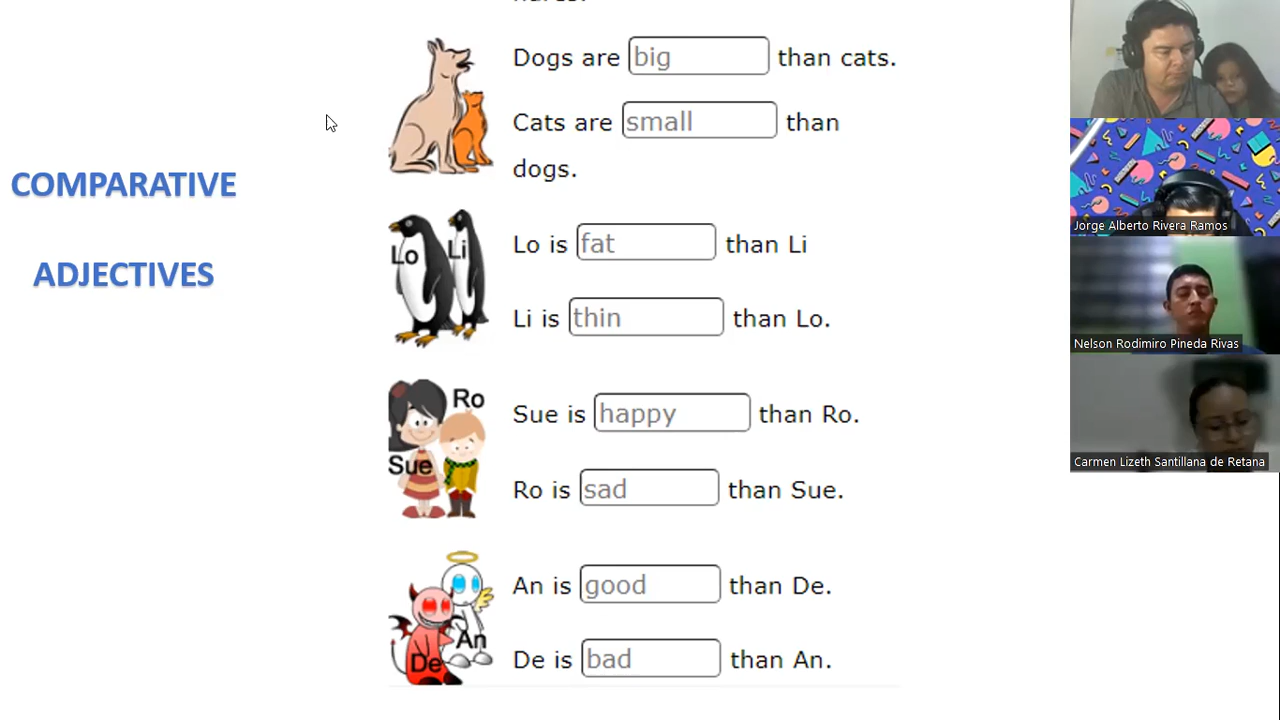 COMPARATIVE
ADJECTIVES
Dogs are big than cats.
Cats are small than
dogs.
Lo
Li
Lo is fat than Li
Li is thin than Lo.
Ro
Sue
Sue is happy than Ro.
Ro is sad than Sue.
An
De
An is good than De.
De is bad than An.
Jorge Alberto Rivera Ramos
Nelson Rodimiro Pineda Rivas
Carmen Lizeth Santillana de Retana